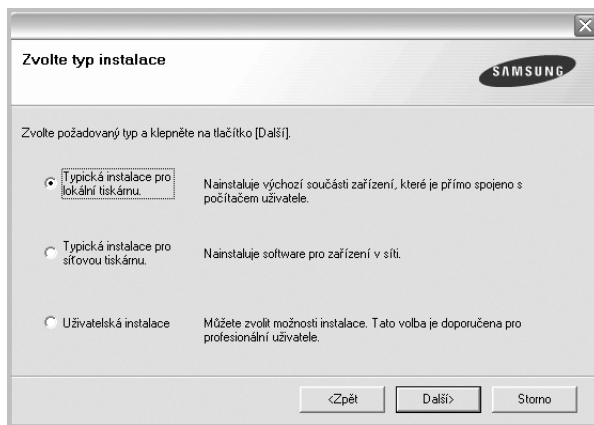 Zvolte typ instalace
SAMSUNG
Zvolte požadovaný typ a klepněte na tlačítko [Další].
Typická instalace pro
lokální tiskárnu.
Nainstaluje výchozí součásti zařízení, které je přímo spojeno s
počítačem uživatele.
Typická instalace pro
síťovou tiskárnu.
Nainstaluje software pro zařízení v síti.
Uživatelská instalace
Můžete zvolit možnosti instalace. Tato volba je doporučena pro
profesionální uživatele.
<Zpět
Další>
Storno